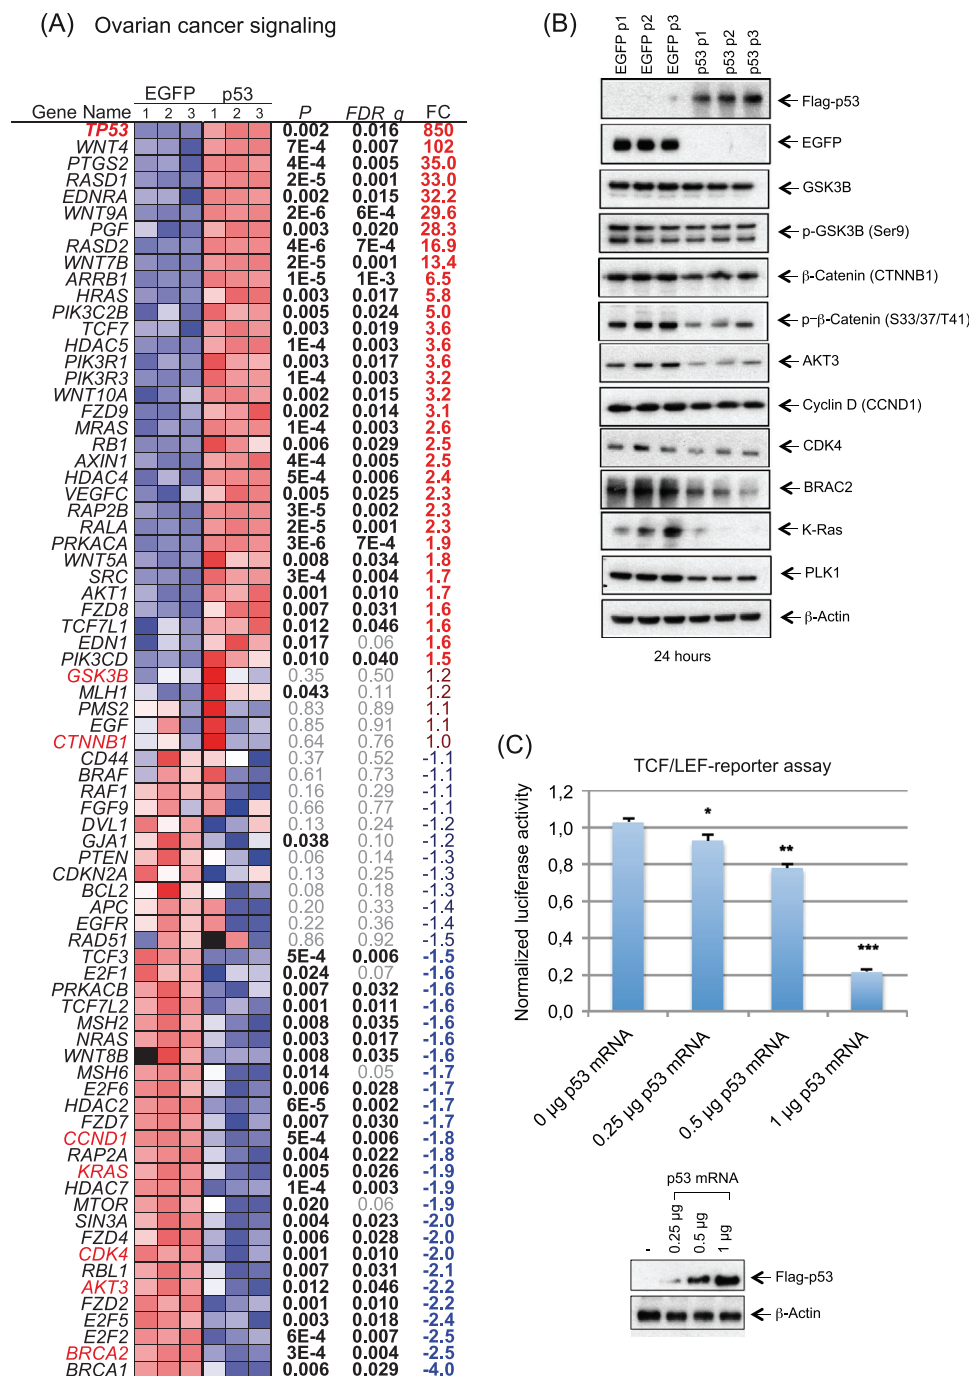 (A) Ovarian cancer signaling
EGFP p53
Gene Name 1 2 3 1 2 3 P FDR_q FC
TP53 0.002 0.016 850
WNT4 7E-4 0.007 102
PTGS2 4E-4 0.005 35.0
RASD1 2E-5 0.001 33.0
EDNRA 0.002 0.015 32.2
WNT9A 2E-6 6E-4 29.6
PGF 0.003 0.020 28.3
RASD2 4E-6 7E-4 16.9
WNT7B 2E-5 0.001 13.4
ARRB1 1E-5 1E-3 6.5
HRAS 0.003 0.017 5.8
PIK3C2B 0.005 0.024 5.0
TCF7 0.003 0.019 3.6
HDAC5 1E-4 0.003 3.6
PIK3R1 0.003 0.017 3.6
PIK3R3 1E-4 0.003 3.2
WNT10A 0.002 0.015 3.2
FZD9 0.002 0.014 3.1
MRAS 1E-4 0.003 2.6
RB1 0.006 0.029 2.5
AXIN1 4E-4 0.005 2.5
HDAC4 5E-4 0.006 2.4
VEGFC 0.005 0.025 2.3
RAP2B 3E-5 0.002 2.3
RALA 2E-5 0.001 2.3
PRKACA 3E-6 7E-4 1.9
WNT5A 0.008 0.034 1.8
SRC 3E-4 0.004 1.7
AKT1 0.001 0.010 1.7
FZD8 0.007 0.031 1.6
TCF7L1 0.012 0.046 1.6
EDN1 0.017 0.06 1.6
PIK3CD 0.010 0.040 1.5
GSK3B 0.35 0.50 1.2
MLH1 0.043 0.11 1.2
PMS2 0.83 0.89 1.1
EGF 0.85 0.91 1.1
CTNNB1 0.64 0.76 1.0
CD44 0.37 0.52 -1.1
BRAF 0.61 0.73 -1.1
RAF1 0.16 0.29 -1.1
FGF9 0.66 0.77 -1.1
DVL1 0.13 0.24 -1.2
GJA1 0.038 0.10 -1.2
PTEN 0.06 0.14 -1.3
CDKN2A 0.13 0.25 -1.3
BCL2 0.08 0.18 -1.3
APC 0.20 0.33 -1.4
EGFR 0.22 0.36 -1.4
RAD51 0.86 0.92 -1.5
TCF3 5E-4 0.006 -1.5
E2F1 0.024 0.07 -1.6
PRKACB 0.007 0.032 -1.6
TCF7L2 0.001 0.011 -1.6
MSH2 0.008 0.035 -1.6
NRAS 0.003 0.017 -1.6
WNT8B 0.008 0.035 -1.6
MSH6 0.014 0.05 -1.7
E2F6 0.006 0.028 -1.7
HDAC2 6E-5 0.002 -1.7
FZD7 0.007 0.030 -1.7
CCND1 5E-4 0.006 -1.8
RAP2A 0.004 0.022 -1.8
KRAS 0.005 0.026 -1.9
HDAC7 1E-4 0.003 -1.9
MTOR 0.020 0.06 -1.9
SIN3A 0.004 0.023 -2.0
FZD4 0.006 0.028 -2.0
CDK4 0.001 0.010 -2.0
RBL1 0.007 0.031 -2.1
AKT3 0.012 0.046 -2.2
FZD2 0.001 0.010 -2.2
E2F5 0.003 0.018 -2.4
E2F2 6E-4 0.007 -2.5
BRCA2 3E-4 0.004 -2.5
BRCA1 0.006 0.029 -4.0
(B)
EGFP p1
EGFP p2
EGFP p3
p53 p1
p53 p2
p53 p3
Flag-p53
EGFP
GSK3B
p-GSK3B (Ser9)
β-Catenin (CTNNB1)
p-β-Catenin (S33/37/T41)
AKT3
Cyclin D (CCND1)
CDK4
BRAC2
K-Ras
PLK1
β-Actin
24 hours
(C)
TCF/LEF-reporter assay
Normalized luciferase activity
1,2
1,0
0,8
0,6
0,4
0,2
0,0
*
**
***
0 µg p53 mRNA
0.25 µg p53 mRNA
0.5 µg p53 mRNA
1 µg p53 mRNA
p53 mRNA
-
0.25 µg
0.5 µg
1 µg
Flag-p53
β-Actin